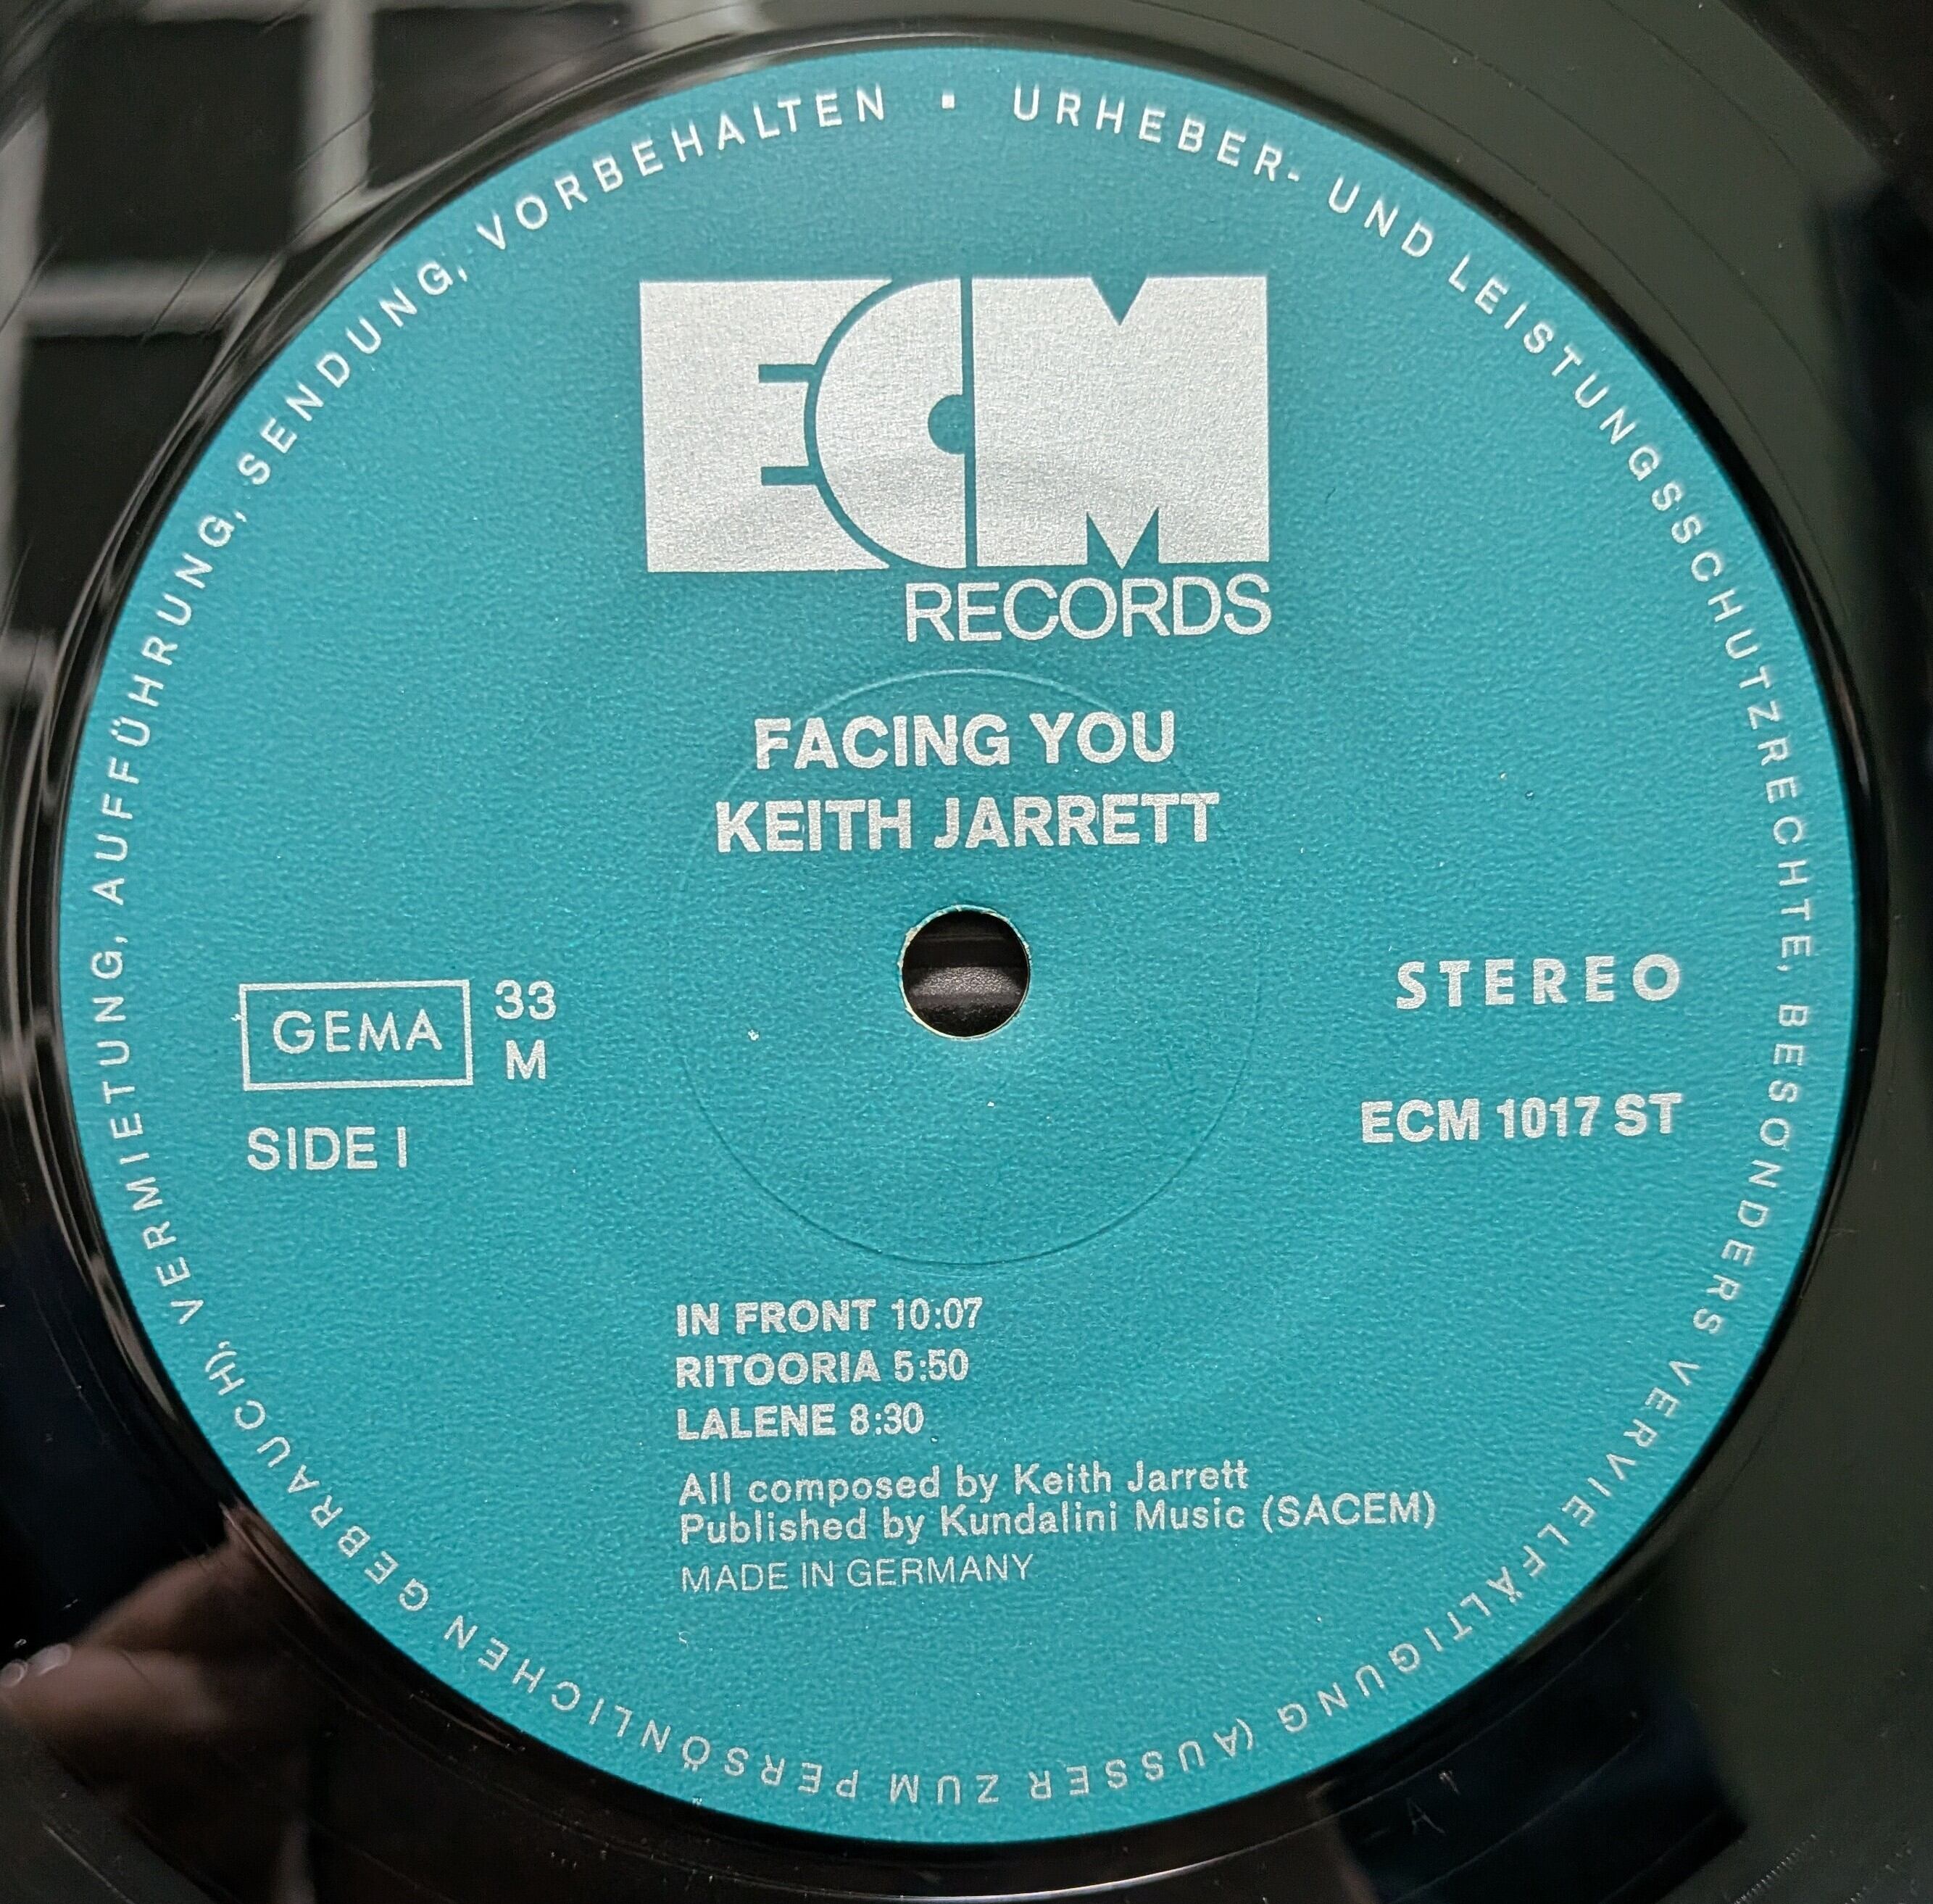 URHEBER- UND LEISTUNGSSCHUTZRECHTE, BESONDERS VERVIELFÄLTIGUNG (AUSSER ZUM PERSÖNLICHEN GEBRAUCH), VERMIETUNG, AUFFÜHRUNG, SENDUNG, VORBEHALTEN ▪
ECM
RECORDS
FACING YOU
KEITH JARRETT
GEMA
33
M
SIDE I
STEREO
ECM 1017 ST
IN FRONT 10:07
RITOORIA 5:50
LALENE 8:30
All composed by Keith Jarrett
Published by Kundalini Music (SACEM)
MADE IN GERMANY